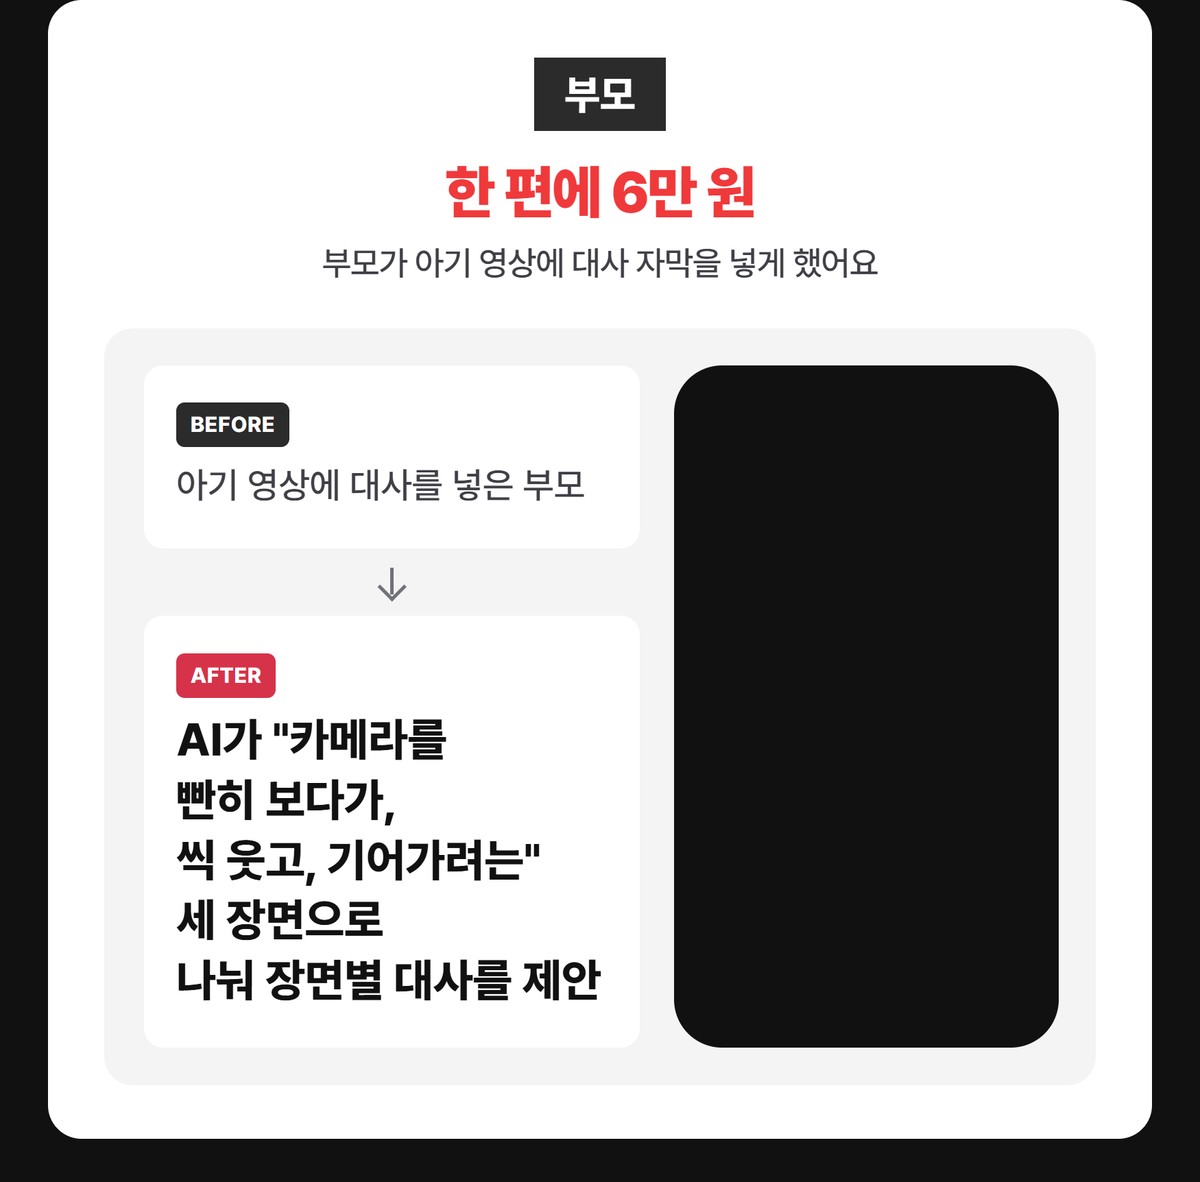 부모
한 편에 6만 원
부모가 아기 영상에 대사 자막을 넣게 했어요
BEFORE
아기 영상에 대사를 넣은 부모
↓
AFTER
AI가 "카메라를
빤히 보다가,
씩 웃고, 기어가려는"
세 장면으로
나눠 장면별 대사를 제안